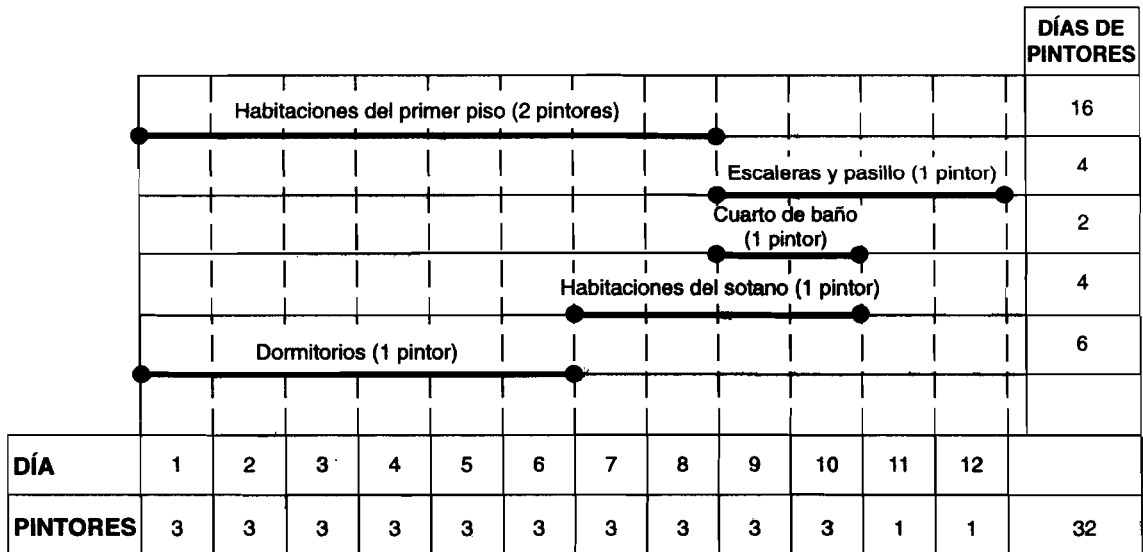 DÍAS DE
PINTORES
Habitaciones del primer piso (2 pintores)
16
Escaleras y pasillo (1 pintor)
4
Cuarto de baño
(1 pintor)
2
Habitaciones del sotano (1 pintor)
4
Dormitorios (1 pintor)
6
DÍA 1 2 3 4 5 6 7 8 9 10 11 12
PINTORES 3 3 3 3 3 3 3 3 3 3 1 1 32